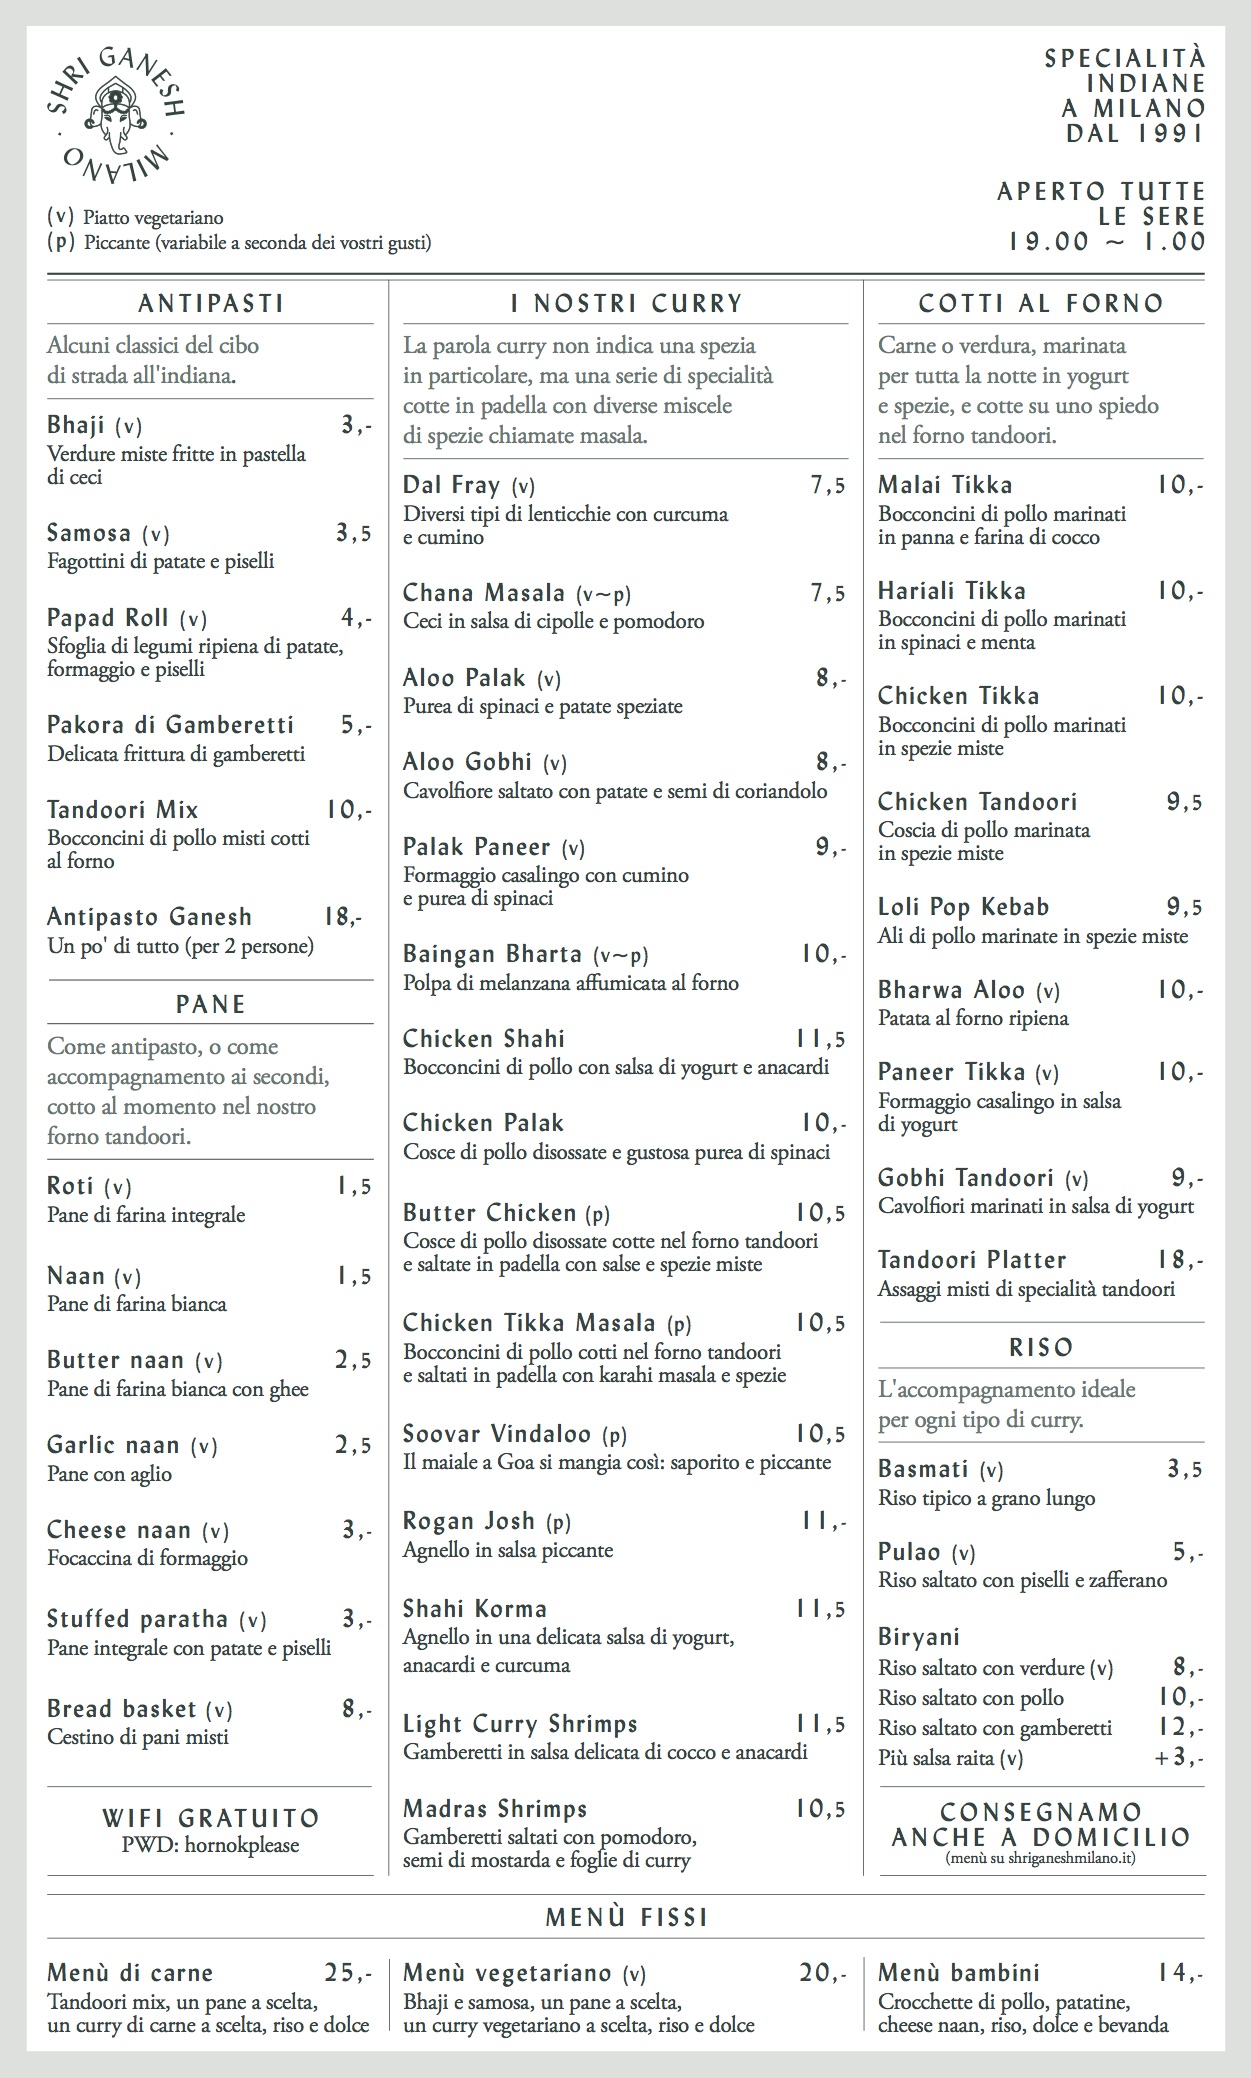 SHRI GANESH
· MILANO ·
(v) Piatto vegetariano
(p) Piccante (variabile a seconda dei vostri gusti)
SPECIALITÀ
INDIANE
A MILANO
DAL 1991
APERTO TUTTE
LE SERE
19.00 ~ 1.00
ANTIPASTI
Alcuni classici del cibo
di strada all'indiana.
Bhaji (v) 3,-
Verdure miste fritte in pastella
di ceci
Samosa (v) 3,5
Fagottini di patate e piselli
Papad Roll (v) 4,-
Sfoglia di legumi ripiena di patate,
formaggio e piselli
Pakora di Gamberetti 5,-
Delicata frittura di gamberetti
Tandoori Mix 10,-
Bocconcini di pollo misti cotti
al forno
Antipasto Ganesh 18,-
Un po' di tutto (per 2 persone)
PANE
Come antipasto, o come
accompagnamento ai secondi,
cotto al momento nel nostro
forno tandoori.
Roti (v) 1,5
Pane di farina integrale
Naan (v) 1,5
Pane di farina bianca
Butter naan (v) 2,5
Pane di farina bianca con ghee
Garlic naan (v) 2,5
Pane con aglio
Cheese naan (v) 3,-
Focaccina di formaggio
Stuffed paratha (v) 3,-
Pane integrale con patate e piselli
Bread basket (v) 8,-
Cestino di pani misti
WIFI GRATUITO
PWD: hornokplease
I NOSTRI CURRY
La parola curry non indica una spezia
in particolare, ma una serie di specialità
cotte in padella con diverse miscele
di spezie chiamate masala.
Dal Fray (v) 7,5
Diversi tipi di lenticchie con curcuma
e cumino
Chana Masala (v~p) 7,5
Ceci in salsa di cipolle e pomodoro
Aloo Palak (v) 8,-
Purea di spinaci e patate speziate
Aloo Gobhi (v) 8,-
Cavolfiore saltato con patate e semi di coriandolo
Palak Paneer (v) 9,-
Formaggio casalingo con cumino
e purea di spinaci
Baingan Bharta (v~p) 10,-
Polpa di melanzana affumicata al forno
Chicken Shahi 11,5
Bocconcini di pollo con salsa di yogurt e anacardi
Chicken Palak 10,-
Cosce di pollo disossate e gustosa purea di spinaci
Butter Chicken (p) 10,5
Cosce di pollo disossate cotte nel forno tandoori
e saltate in padella con salse e spezie miste
Chicken Tikka Masala (p) 10,5
Bocconcini di pollo cotti nel forno tandoori
e saltati in padella con karahi masala e spezie
Soovar Vindaloo (p) 10,5
Il maiale a Goa si mangia così: saporito e piccante
Rogan Josh (p) 11,-
Agnello in salsa piccante
Shahi Korma 11,5
Agnello in una delicata salsa di yogurt,
anacardi e curcuma
Light Curry Shrimps 11,5
Gamberetti in salsa delicata di cocco e anacardi
Madras Shrimps 10,5
Gamberetti saltati con pomodoro,
semi di mostarda e foglie di curry
COTTI AL FORNO
Carne o verdura, marinata
per tutta la notte in yogurt
e spezie, e cotte su uno spiedo
nel forno tandoori.
Malai Tikka 10,-
Bocconcini di pollo marinati
in panna e farina di cocco
Hariali Tikka 10,-
Bocconcini di pollo marinati
in spinaci e menta
Chicken Tikka 10,-
Bocconcini di pollo marinati
in spezie miste
Chicken Tandoori 9,5
Coscia di pollo marinata
in spezie miste
Loli Pop Kebab 9,5
Ali di pollo marinate in spezie miste
Bharwa Aloo (v) 10,-
Patata al forno ripiena
Paneer Tikka (v) 10,-
Formaggio casalingo in salsa
di yogurt
Gobhi Tandoori (v) 9,-
Cavolfiori marinati in salsa di yogurt
Tandoori Platter 18,-
Assaggi misti di specialità tandoori
RISO
L'accompagnamento ideale
per ogni tipo di curry.
Basmati (v) 3,5
Riso tipico a grano lungo
Pulao (v) 5,-
Riso saltato con piselli e zafferano
Biryani
Riso saltato con verdure (v) 8,-
Riso saltato con pollo 10,-
Riso saltato con gamberetti 12,-
Più salsa raita (v) +3,-
CONSEGNAMO
ANCHE A DOMICILIO
(menù su shriganeshmilano.it)
MENÙ FISSI
Menù di carne 25,-
Tandoori mix, un pane a scelta,
un curry di carne a scelta, riso e dolce
Menù vegetariano (v) 20,-
Bhaji e samosa, un pane a scelta,
un curry vegetariano a scelta, riso e dolce
Menù bambini 14,-
Crocchette di pollo, patatine,
cheese naan, riso, dolce e bevanda